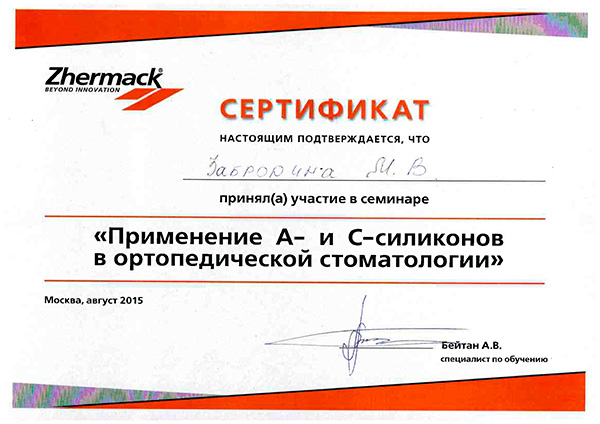 Zhermack®
BEYOND INNOVATION
СЕРТИФИКАТ
НАСТОЯЩИМ ПОДТВЕРЖДАЕТСЯ, ЧТО
Забродина М.В.
принял(а) участие в семинаре
«Применение А- и С-силиконов
в ортопедической стоматологии»
Москва, август 2015
Бейтан А.В.
специалист по обучению